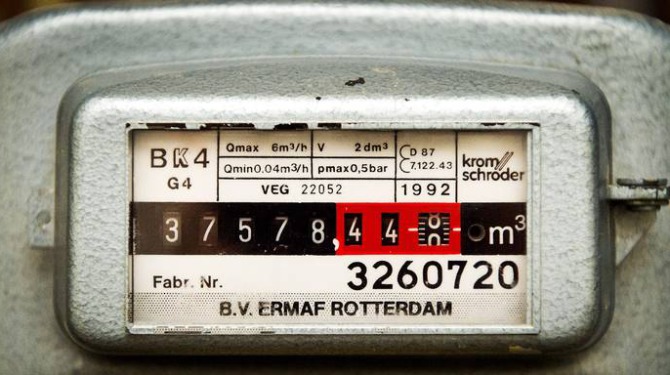 BK4
G4
Qmax 6m³/h
V 2dm³
Qmin0.04m³/h
pmax0,5bar
VEG 22052
D 87
7.122.43
1992
krom//
schröder
37578,44
m³
Fabr. Nr. 3260720
B.V. ERMAF ROTTERDAM